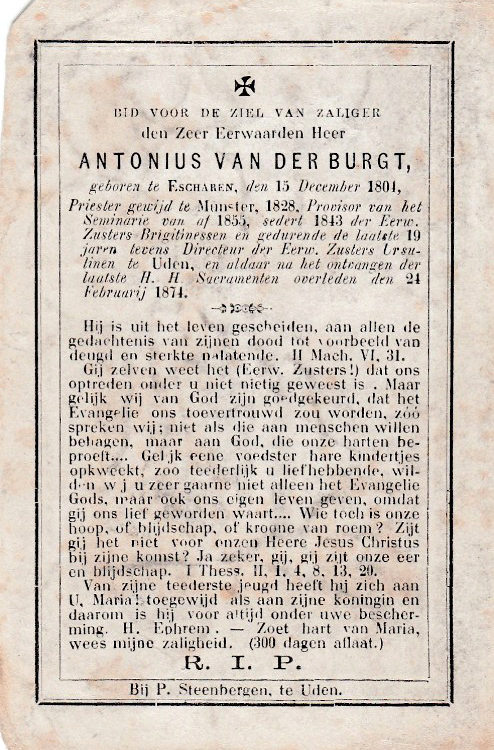 BID VOOR DE ZIEL VAN ZALIGER
den Zeer Eerwaarden Heer
ANTONIUS VAN DER BURGT,
geboren te ESCHAREN, den 15 December 1801,
Priester gewijd te Munster, 1828, Provisor van het
Seminarie van af 1855, sedert 1843 der Eerw.
Zusters Brigitinessen en gedurende de laatste 19
jaren tevens Directeur der Eerw. Zusters Ursu-
linen te UDEN, en aldaar na het ontvangen der
laatste H. H. Sacramenten overleden den 24
Februarij 1874.
Hij is uit het leven gescheiden, aan allen de
gedachtenis van zijnen dood tot voorbeeld van
deugd en sterkte nalatende. II Mach. VI, 31.
Gij zelven weet het (Eerw. Zusters!) dat ons
optreden onder u niet nietig geweest is . Maar
gelijk wij van God zijn goedgekeurd, dat het
Evangelie ons toevertrouwd zou worden, zóó
spreken wij; niet als die aan menschen willen
behagen, maar aan God, die onze harten be-
proeft.... Gelijk eene voedster hare kindertjes
opkweekt, zoo teederlijk u liefhebbende, wil-
den wij u zeer gaarne niet alleen het Evangelie
Gods, maar ook ons eigen leven geven, omdat
gij ons lief geworden waart.... Wie toch is onze
hoop, of blijdschap, of kroone van roem? Zijt
gij het niet voor onzen Heere Jesus Christus
bij zijne komst? Ja zeker, gij, gij zijt onze eer
en blijdschap. I Thess. II, 1, 4, 8, 13, 20.
Van zijne teederste jeugd heeft hij zich aan
U, Maria! toegewijd als aan zijne koningin en
daarom is hij voor altijd onder uwe bescher-
ming. H. Ephrem. — Zoet hart van Maria,
wees mijne zaligheid. (300 dagen aflaat.)
R. I. P.
Bij P. Steenbergen, te Uden.